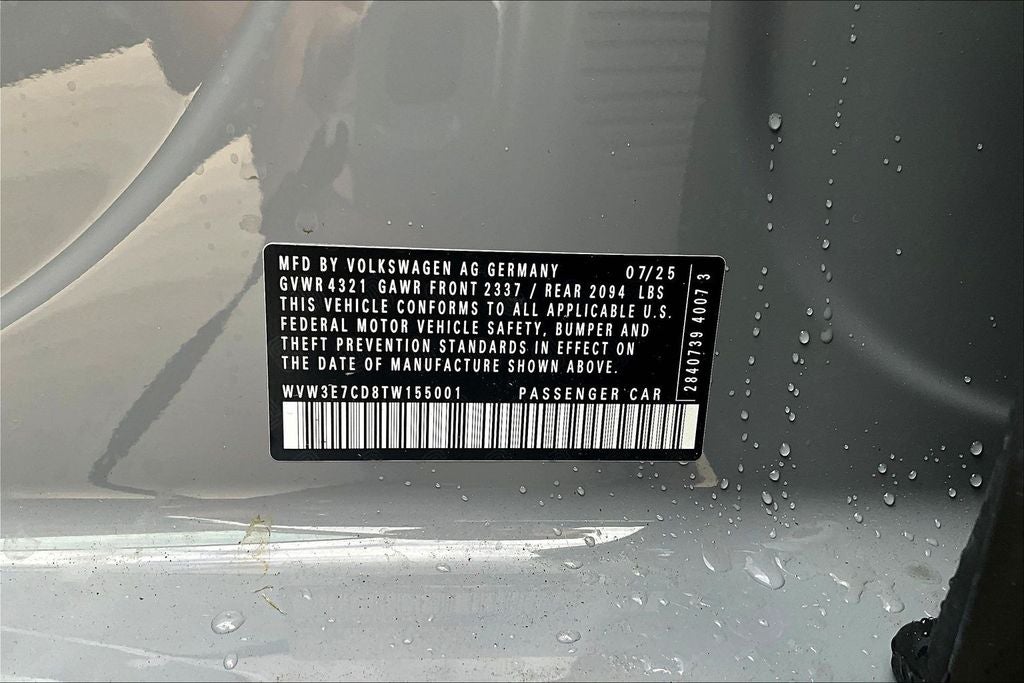 MFD BY VOLKSWAGEN AG GERMANY 07/25
GVWR 4321 GAWR FRONT 2337 / REAR 2094 LBS
THIS VEHICLE CONFORMS TO ALL APPLICABLE U.S.
FEDERAL MOTOR VEHICLE SAFETY, BUMPER AND
THEFT PREVENTION STANDARDS IN EFFECT ON
THE DATE OF MANUFACTURE SHOWN ABOVE.
WVW3E7CD8TW155001 PASSENGER CAR
2840739 4007 3